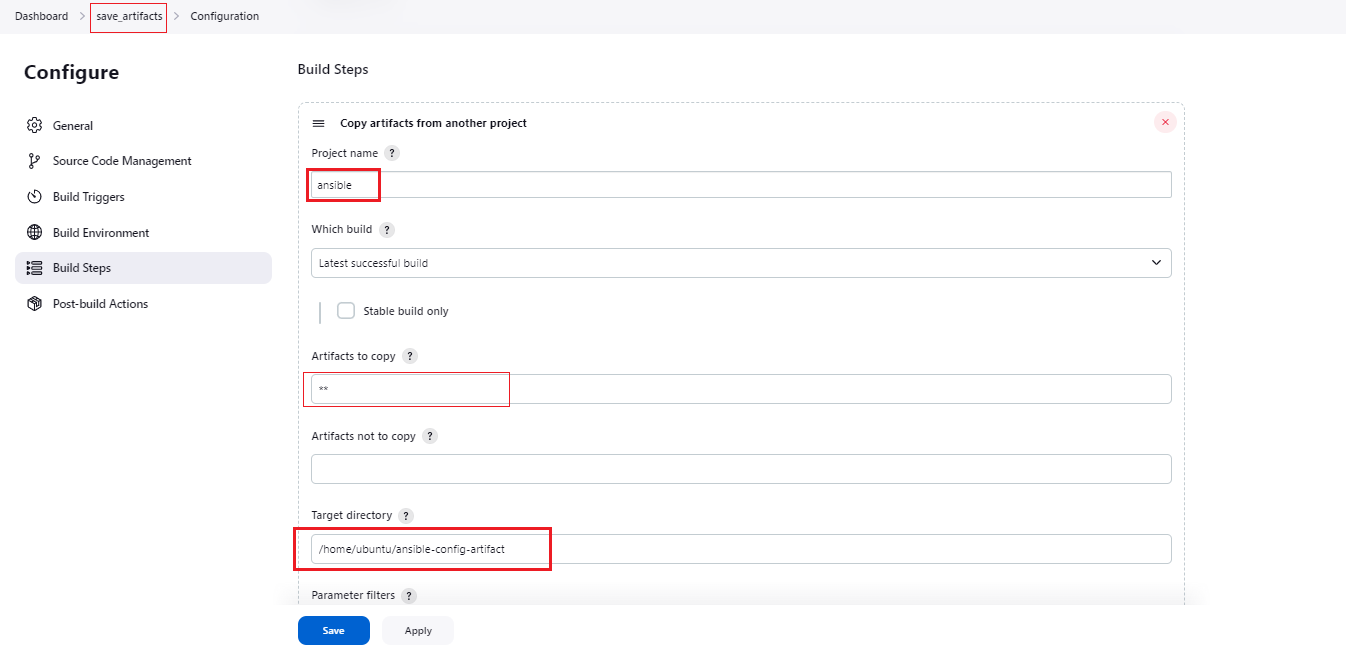 Dashboard > save_artifacts > Configuration
Configure
General
Source Code Management
Build Triggers
Build Environment
Build Steps
Post-build Actions
Build Steps
Copy artifacts from another project
Project name ?
ansible
Which build ?
Latest successful build
Stable build only
Artifacts to copy ?
**
Artifacts not to copy ?
Target directory ?
/home/ubuntu/ansible-config-artifact
Parameter filters ?
Save Apply